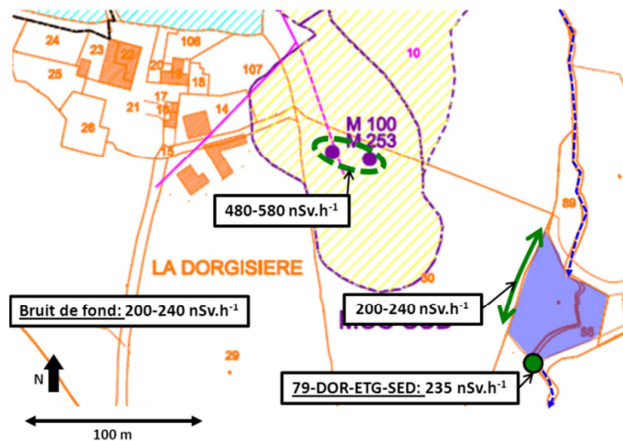 24
23
22
106
20
19
18
25
107
10
17
16
21
14
26
15
M 100
M 253
480-580 nSv.h-1
89
LA DORGISIERE
30
Bruit de fond: 200-240 nSv.h-1
200-240 nSv.h-1
88
29
N
79-DOR-ETG-SED: 235 nSv.h-1
100 m